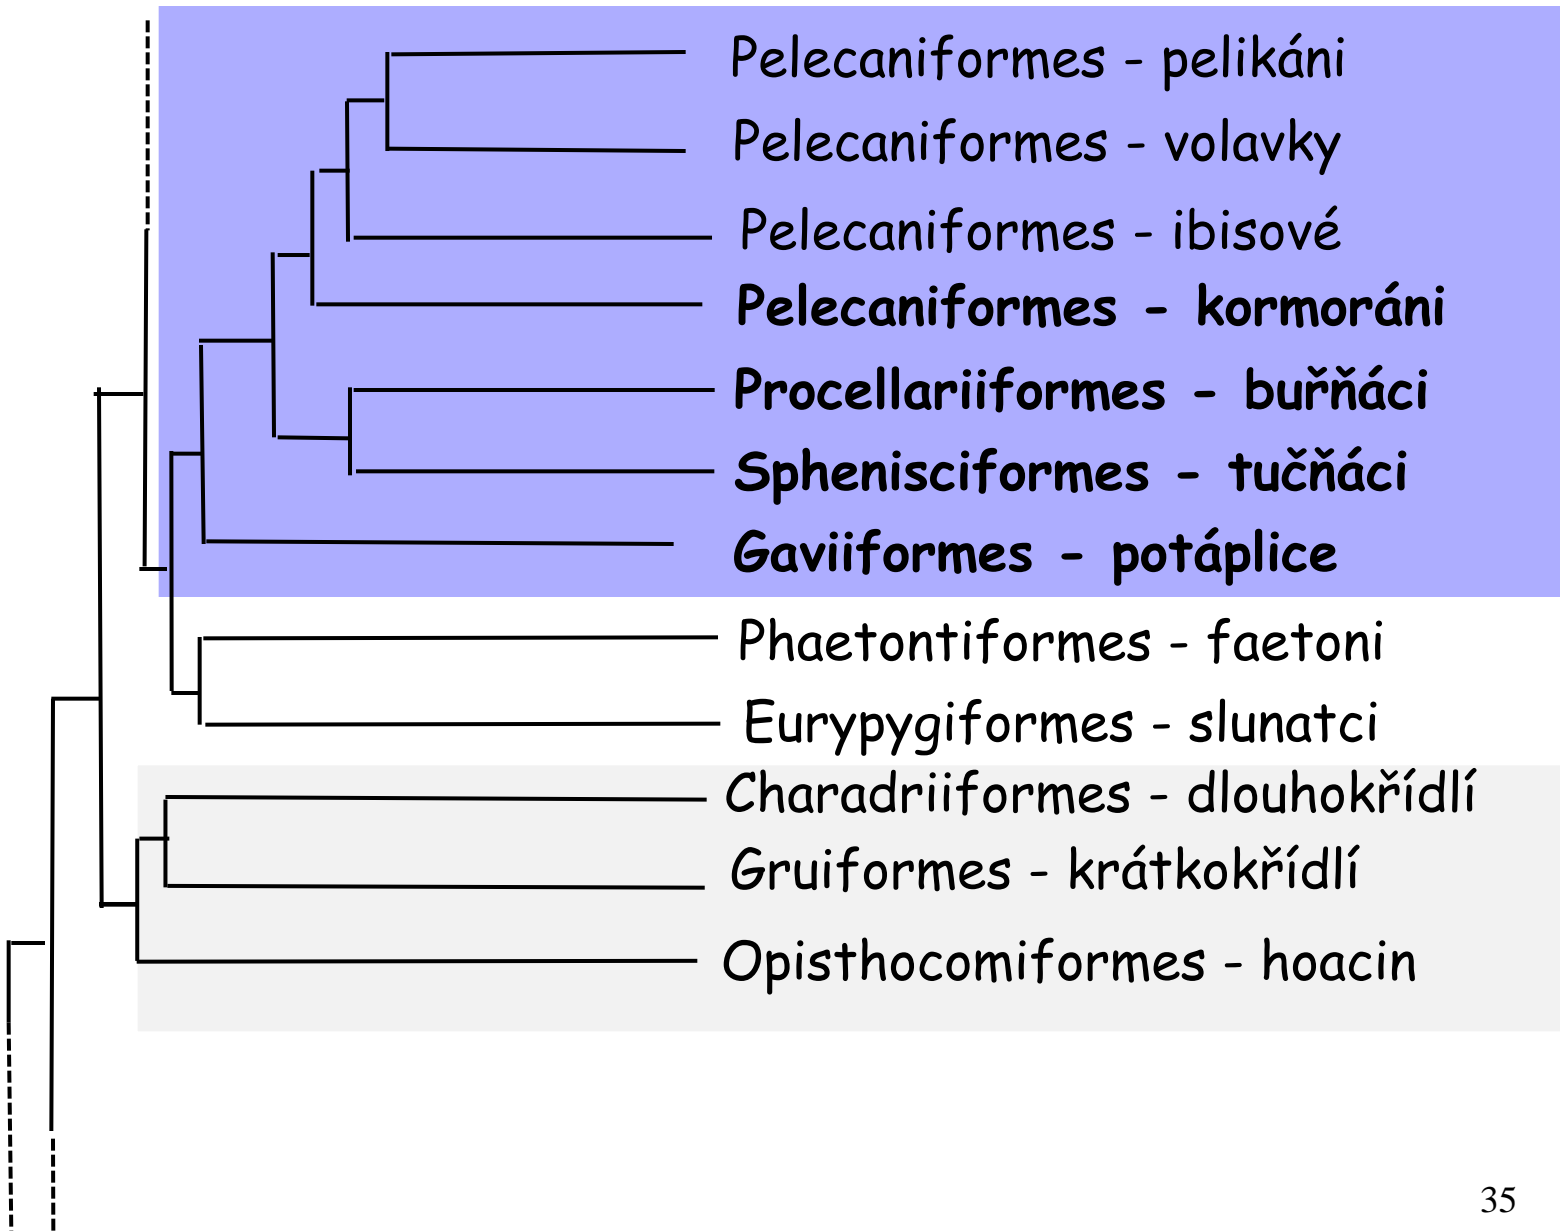 Pelecaniformes - pelikáni
Pelecaniformes - volavky
Pelecaniformes - ibisové
Pelecaniformes - kormoráni
Procellariiformes - buřňáci
Sphenisciformes - tučňáci
Gaviiformes - potáplice
Phaetontiformes - faetoni
Eurypygiformes - slunatci
Charadriiformes - dlouhokřídlí
Gruiformes - krátkokřídlí
Opisthocomiformes - hoacin
35